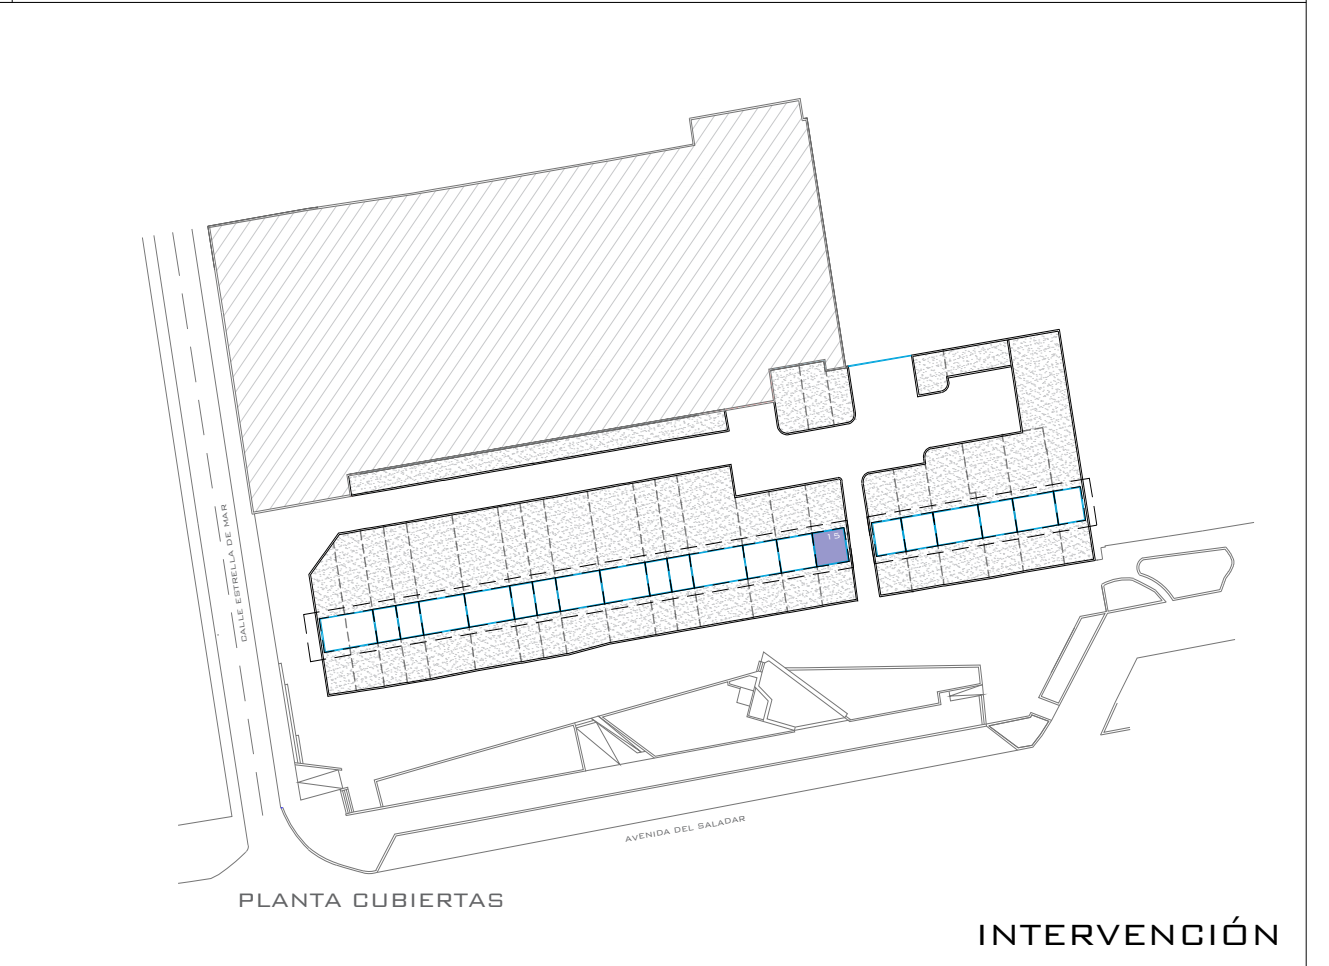 15
CALLE ESTRELLA DE MAR
AVENIDA DEL SALADAR
PLANTA CUBIERTAS
INTERVENCIÓN